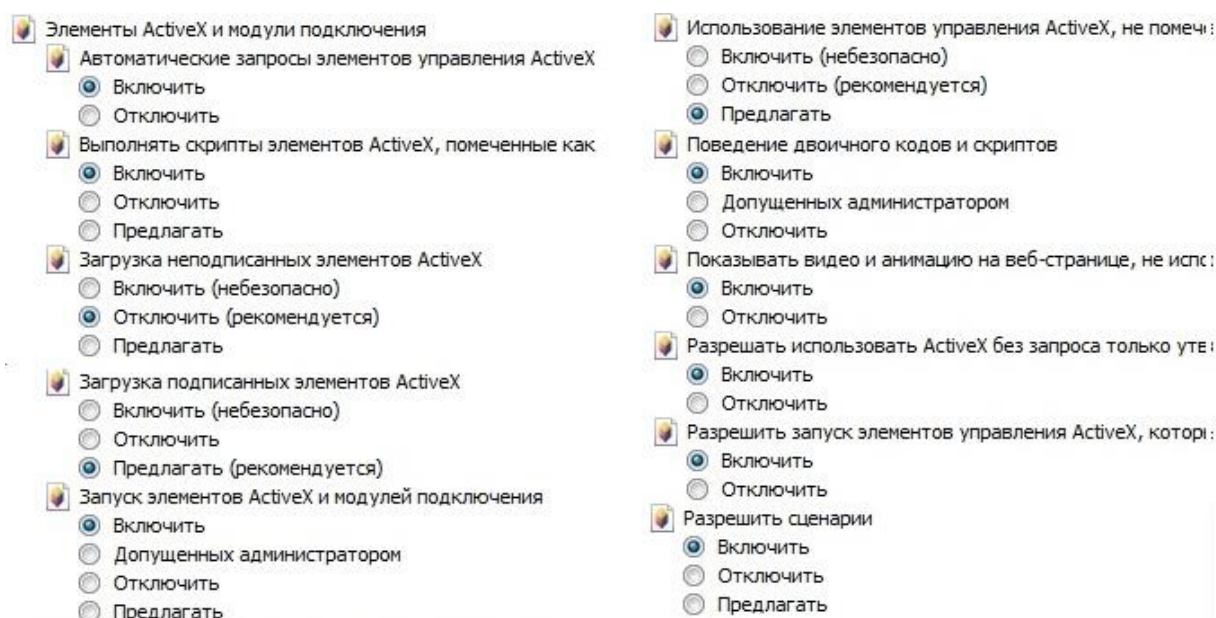 Элементы ActiveX и модули подключения
Автоматические запросы элементов управления ActiveX
Включить
Отключить
Выполнять скрипты элементов ActiveX, помеченные как
Включить
Отключить
Предлагать
Загрузка неподписанных элементов ActiveX
Включить (небезопасно)
Отключить (рекомендуется)
Предлагать
Загрузка подписанных элементов ActiveX
Включить (небезопасно)
Отключить
Предлагать (рекомендуется)
Запуск элементов ActiveX и модулей подключения
Включить
Допущенных администратором
Отключить
Предлагать
Использование элементов управления ActiveX, не
Включить (небезопасно)
Отключить (рекомендуется)
Предлагать
Поведение двоичного кодов и скриптов
Включить
Допущенных администратором
Отключить
Показывать видео и анимацию на веб-странице, не
Включить
Отключить
Разрешать использовать ActiveX без запроса только
Включить
Отключить
Разрешить запуск элементов управления ActiveX,
Включить
Отключить
Разрешить сценарии
Включить
Отключить
Предлагать